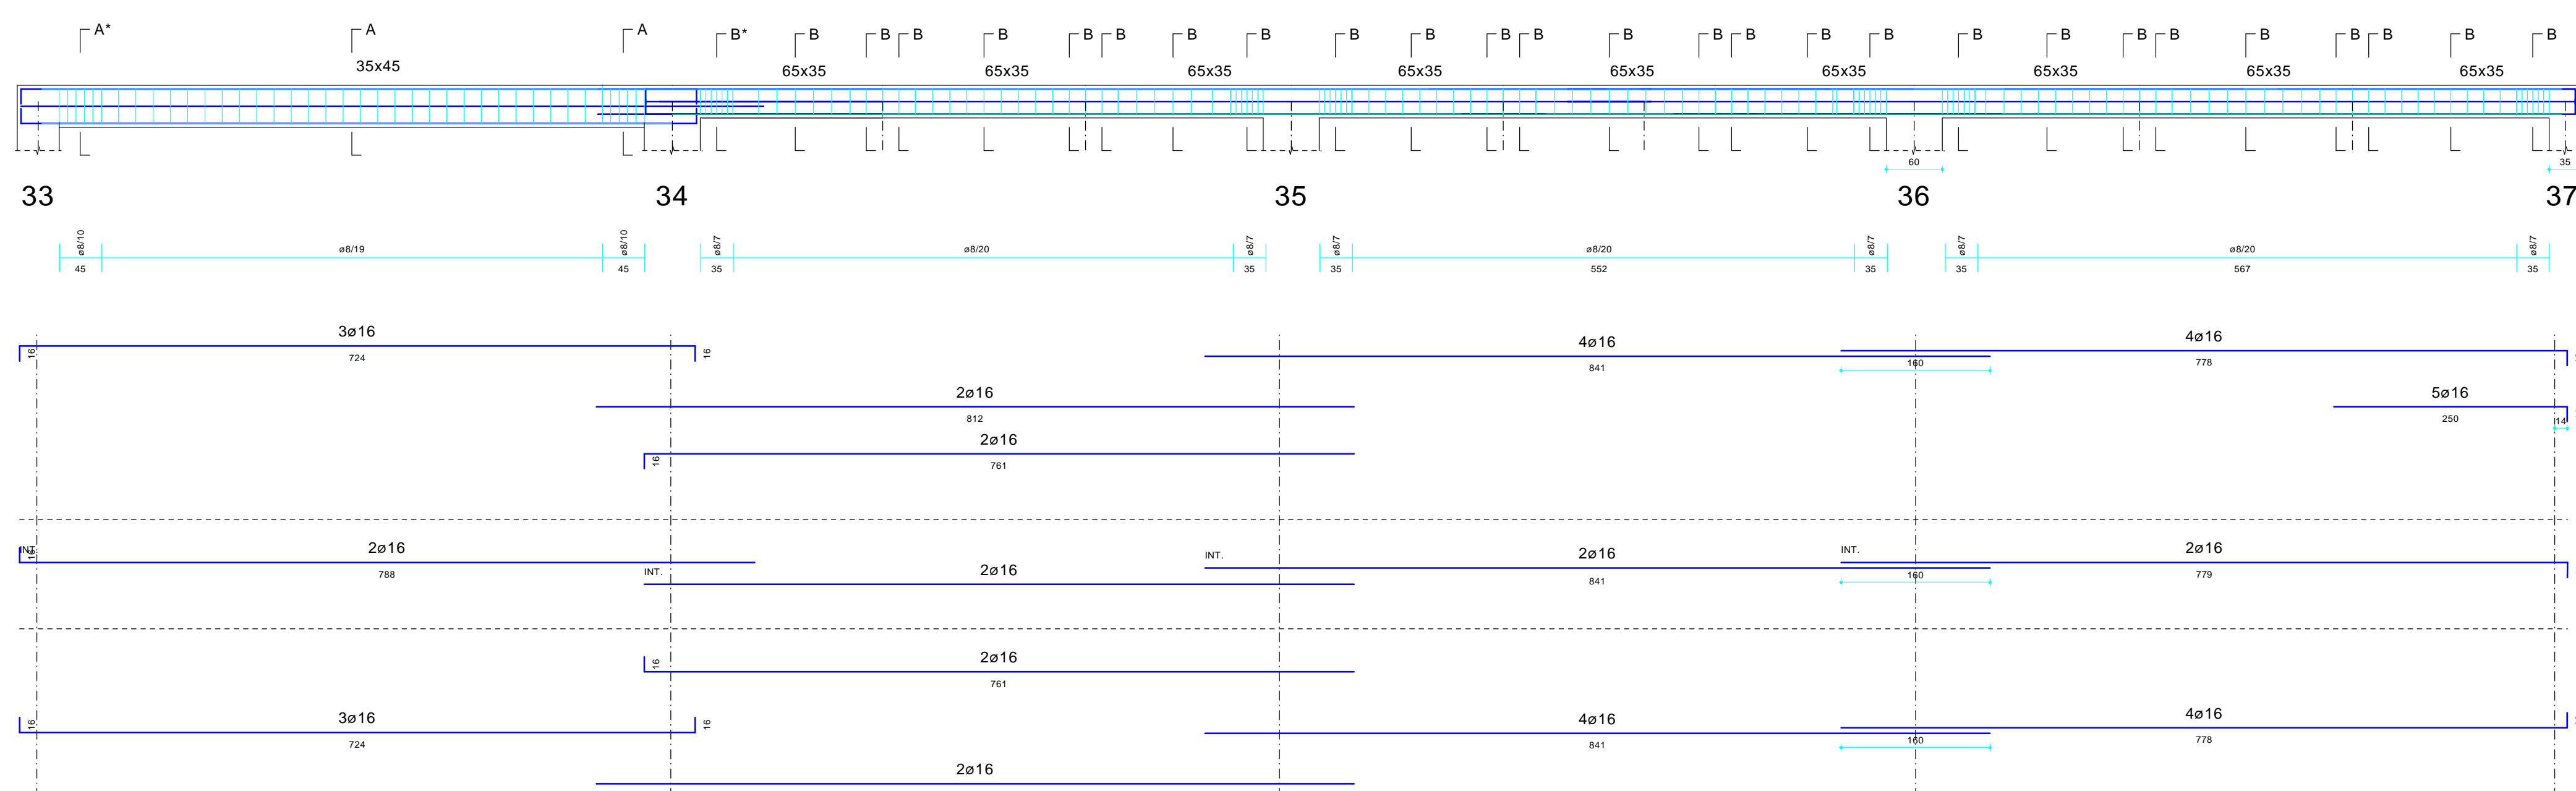 A* A A B* B B B B B B B B B B B B B B B B B B B B B B B B B
35x45 65x35 65x35 65x35 65x35 65x35 65x35 65x35 65x35 65x35
60 35
33 34 35 36 37
ø8/10 ø8/19 ø8/10 ø8/7 ø8/20 ø8/7 ø8/7 ø8/20 ø8/7 ø8/7 ø8/20 ø8/7
45 45 35 35 35 552 35 35 567 35
3ø16 4ø16 4ø16
16 724 16 841 160 778
2ø16 5ø16
812 250 14
2ø16
16 761
INT. 16 2ø16 INT. 2ø16 INT. 2ø16
788 841 160 779
INT. 2ø16
2ø16
16 761
3ø16 4ø16 4ø16
16 724 16 841 160 778
2ø16